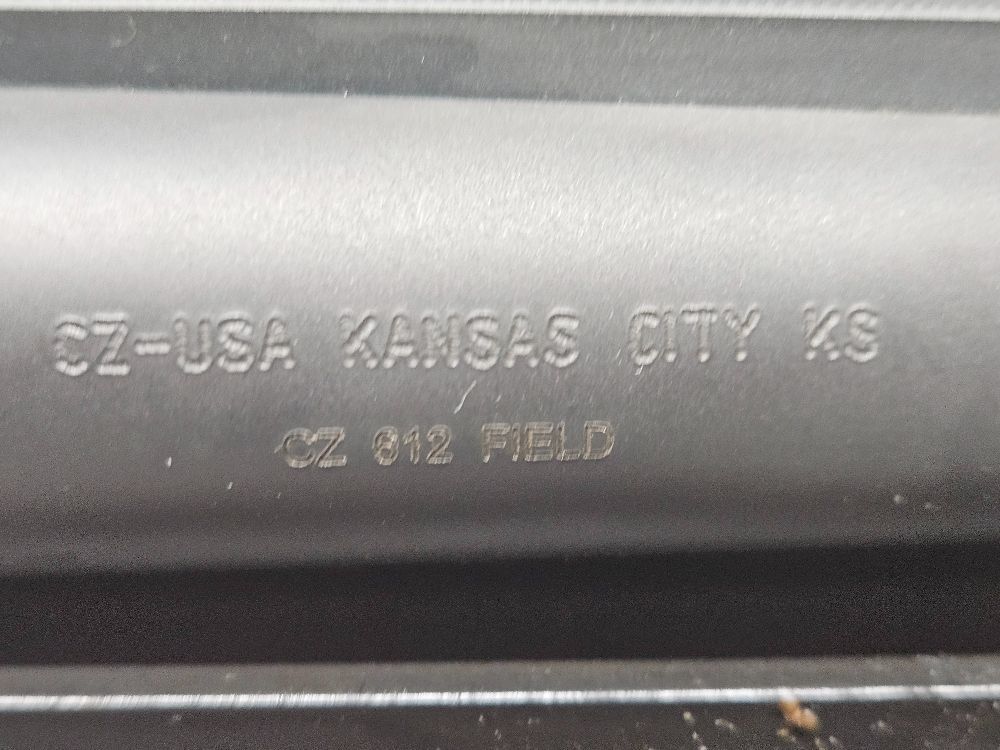 CZ-USA KANSAS CITY KS
CZ 612 FIELD